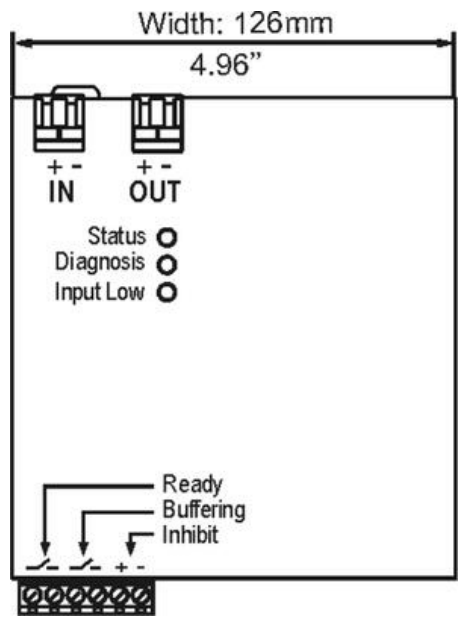 Width: 126mm
4.96”
+ - + -
IN OUT
Status
Diagnosis
Input Low
Ready
Buffering
Inhibit
+ -